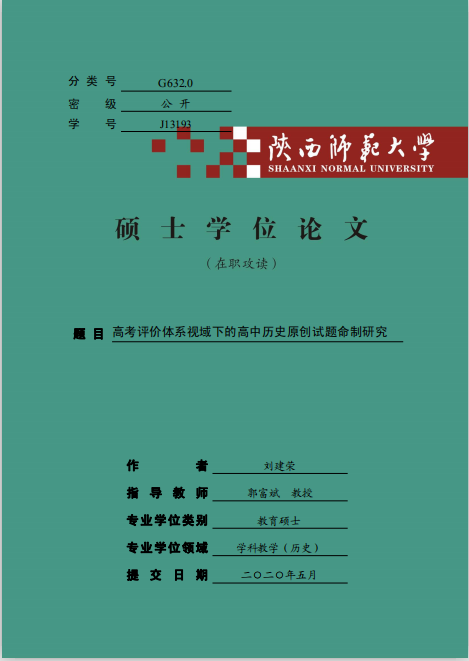 分类号 G632.0
密级 公开
学号 J13193
陕西师范大学
SHAANXI NORMAL UNIVERSITY
硕士学位论文
（在职攻读）
题目 高考评价体系视域下的高中历史原创试题命制研究
作者 刘建荣
指导教师 郭富斌 教授
专业学位类别 教育硕士
专业学位领域 学科教学（历史）
提交日期 二〇二〇年五月